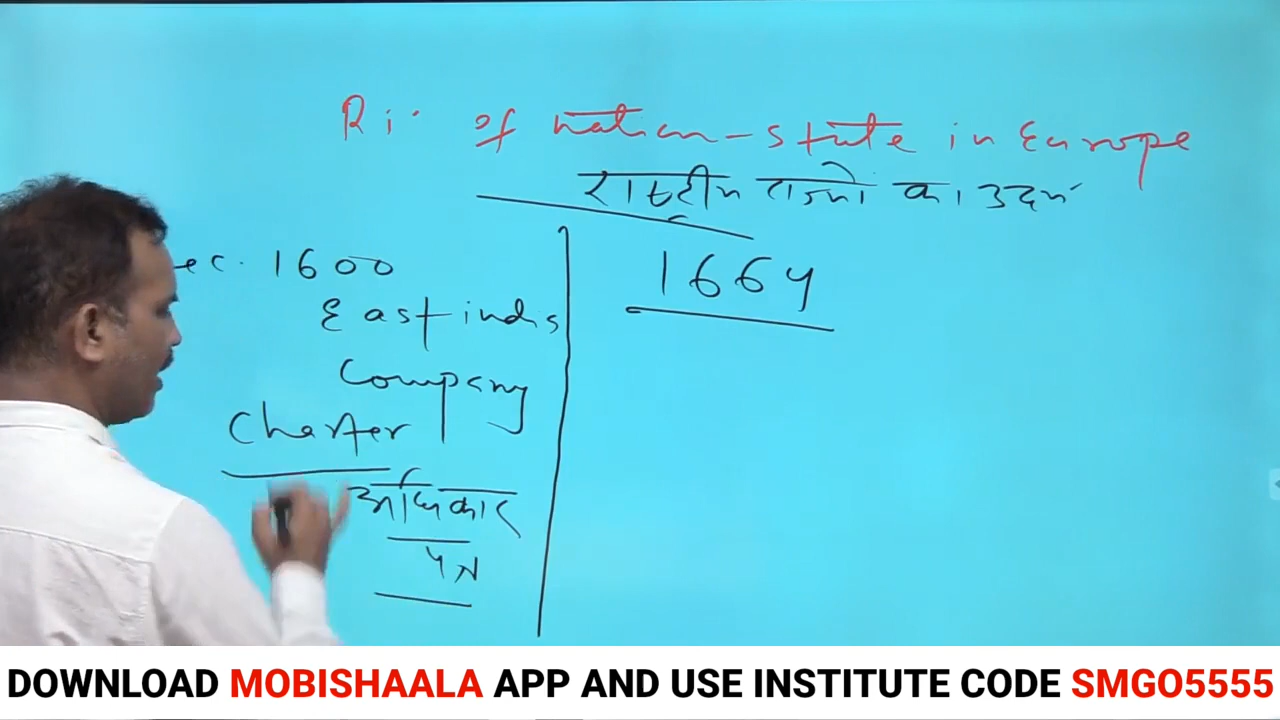 Ri. of nation-state in Europe
राष्ट्रीय राज्यों का उदय
ec. 1600
East india
Company
Charter
अधिकार
पत्र
1664
DOWNLOAD MOBISHAALA APP AND USE INSTITUTE CODE SMGO5555